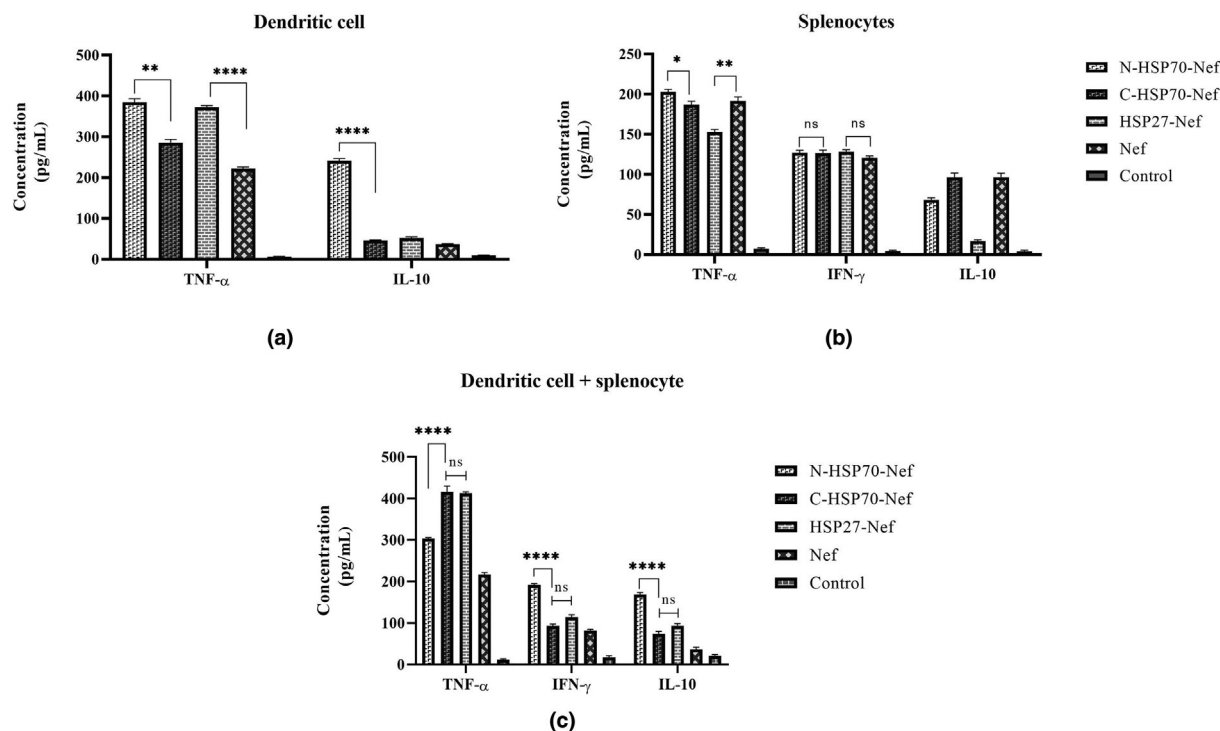 Dendritic cell
Concentration
(pg/mL)
500
400
300
200
100
0
**
****
****
TNF-α
IL-10
(a)
Splenocytes
Concentration
(pg/mL)
250
200
150
100
50
0
*
**
ns
ns
TNF-α
IFN-γ
IL-10
N-HSP70-Nef
C-HSP70-Nef
HSP27-Nef
Nef
Control
(b)
Dendritic cell + splenocyte
Concentration
(pg/mL)
500
400
300
200
100
0
****
ns
****
ns
****
ns
TNF-α
IFN-γ
IL-10
N-HSP70-Nef
C-HSP70-Nef
HSP27-Nef
Nef
Control
(c)